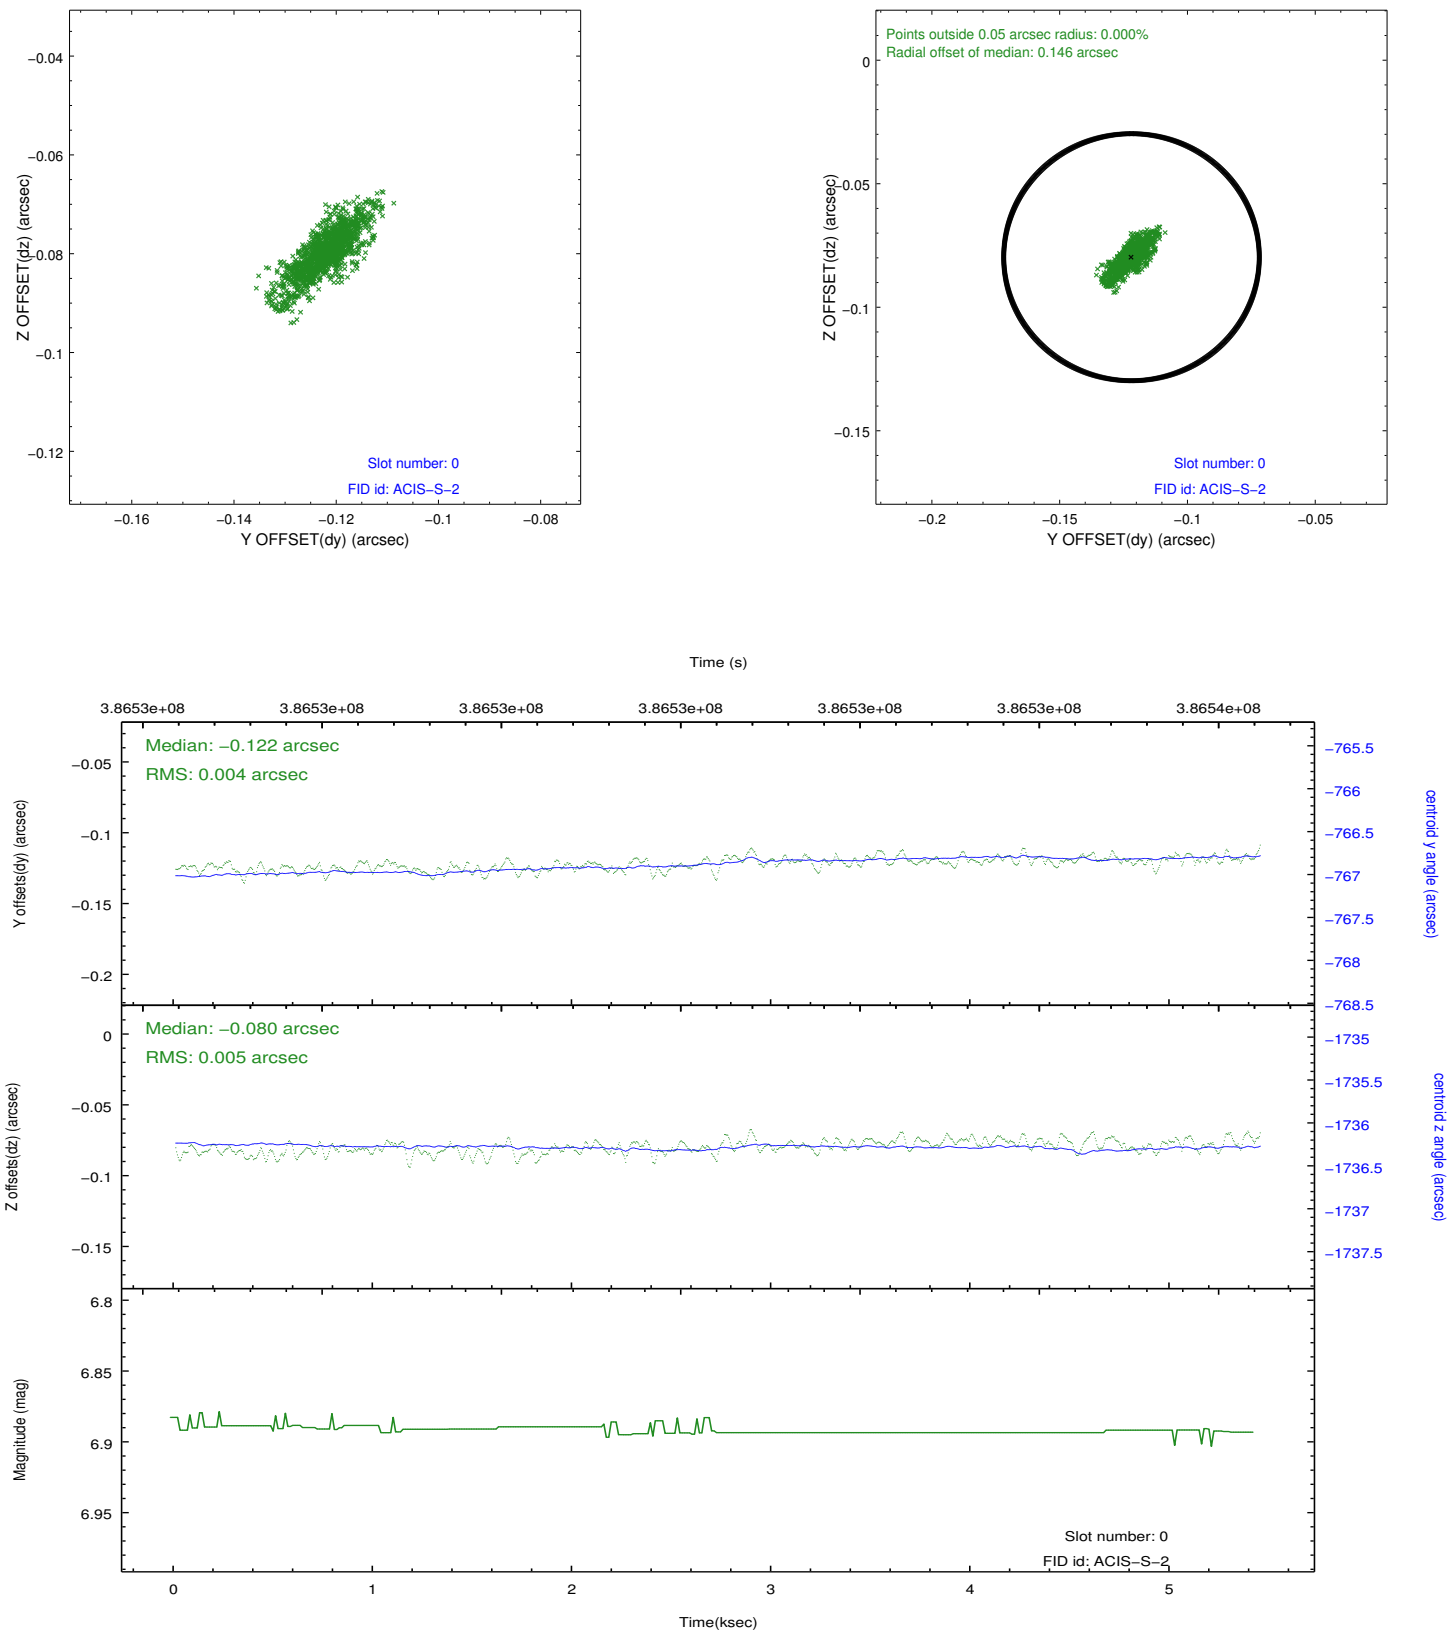 Points outside 0.05 arcsec radius: 0.000%
Radial offset of median: 0.146 arcsec
−0.04
−0.06
−0.08
−0.1
−0.12
Z OFFSET(dz) (arcsec)
Slot number: 0
FID id: ACIS−S−2
−0.16
−0.14
−0.12
−0.1
−0.08
Y OFFSET(dy) (arcsec)
0
−0.05
−0.1
−0.15
Z OFFSET(dz) (arcsec)
Slot number: 0
FID id: ACIS−S−2
−0.2
−0.15
−0.1
−0.05
Y OFFSET(dy) (arcsec)
Time (s)
3.8653e+08
3.8653e+08
3.8653e+08
3.8653e+08
3.8653e+08
3.8653e+08
3.8654e+08
Median: −0.122 arcsec
RMS: 0.004 arcsec
−0.05
−0.1
−0.15
−0.2
Y offsets(dy) (arcsec)
−765.5
−766
−766.5
−767
−767.5
−768
−768.5
centroid y angle (arcsec)
Median: −0.080 arcsec
RMS: 0.005 arcsec
0
−0.05
−0.1
−0.15
Z offsets(dz) (arcsec)
−1735
−1735.5
−1736
−1736.5
−1737
−1737.5
centroid z angle (arcsec)
6.8
6.85
6.9
6.95
Magnitude (mag)
Slot number: 0
FID id: ACIS−S−2
0
1
2
3
4
5
Time(ksec)